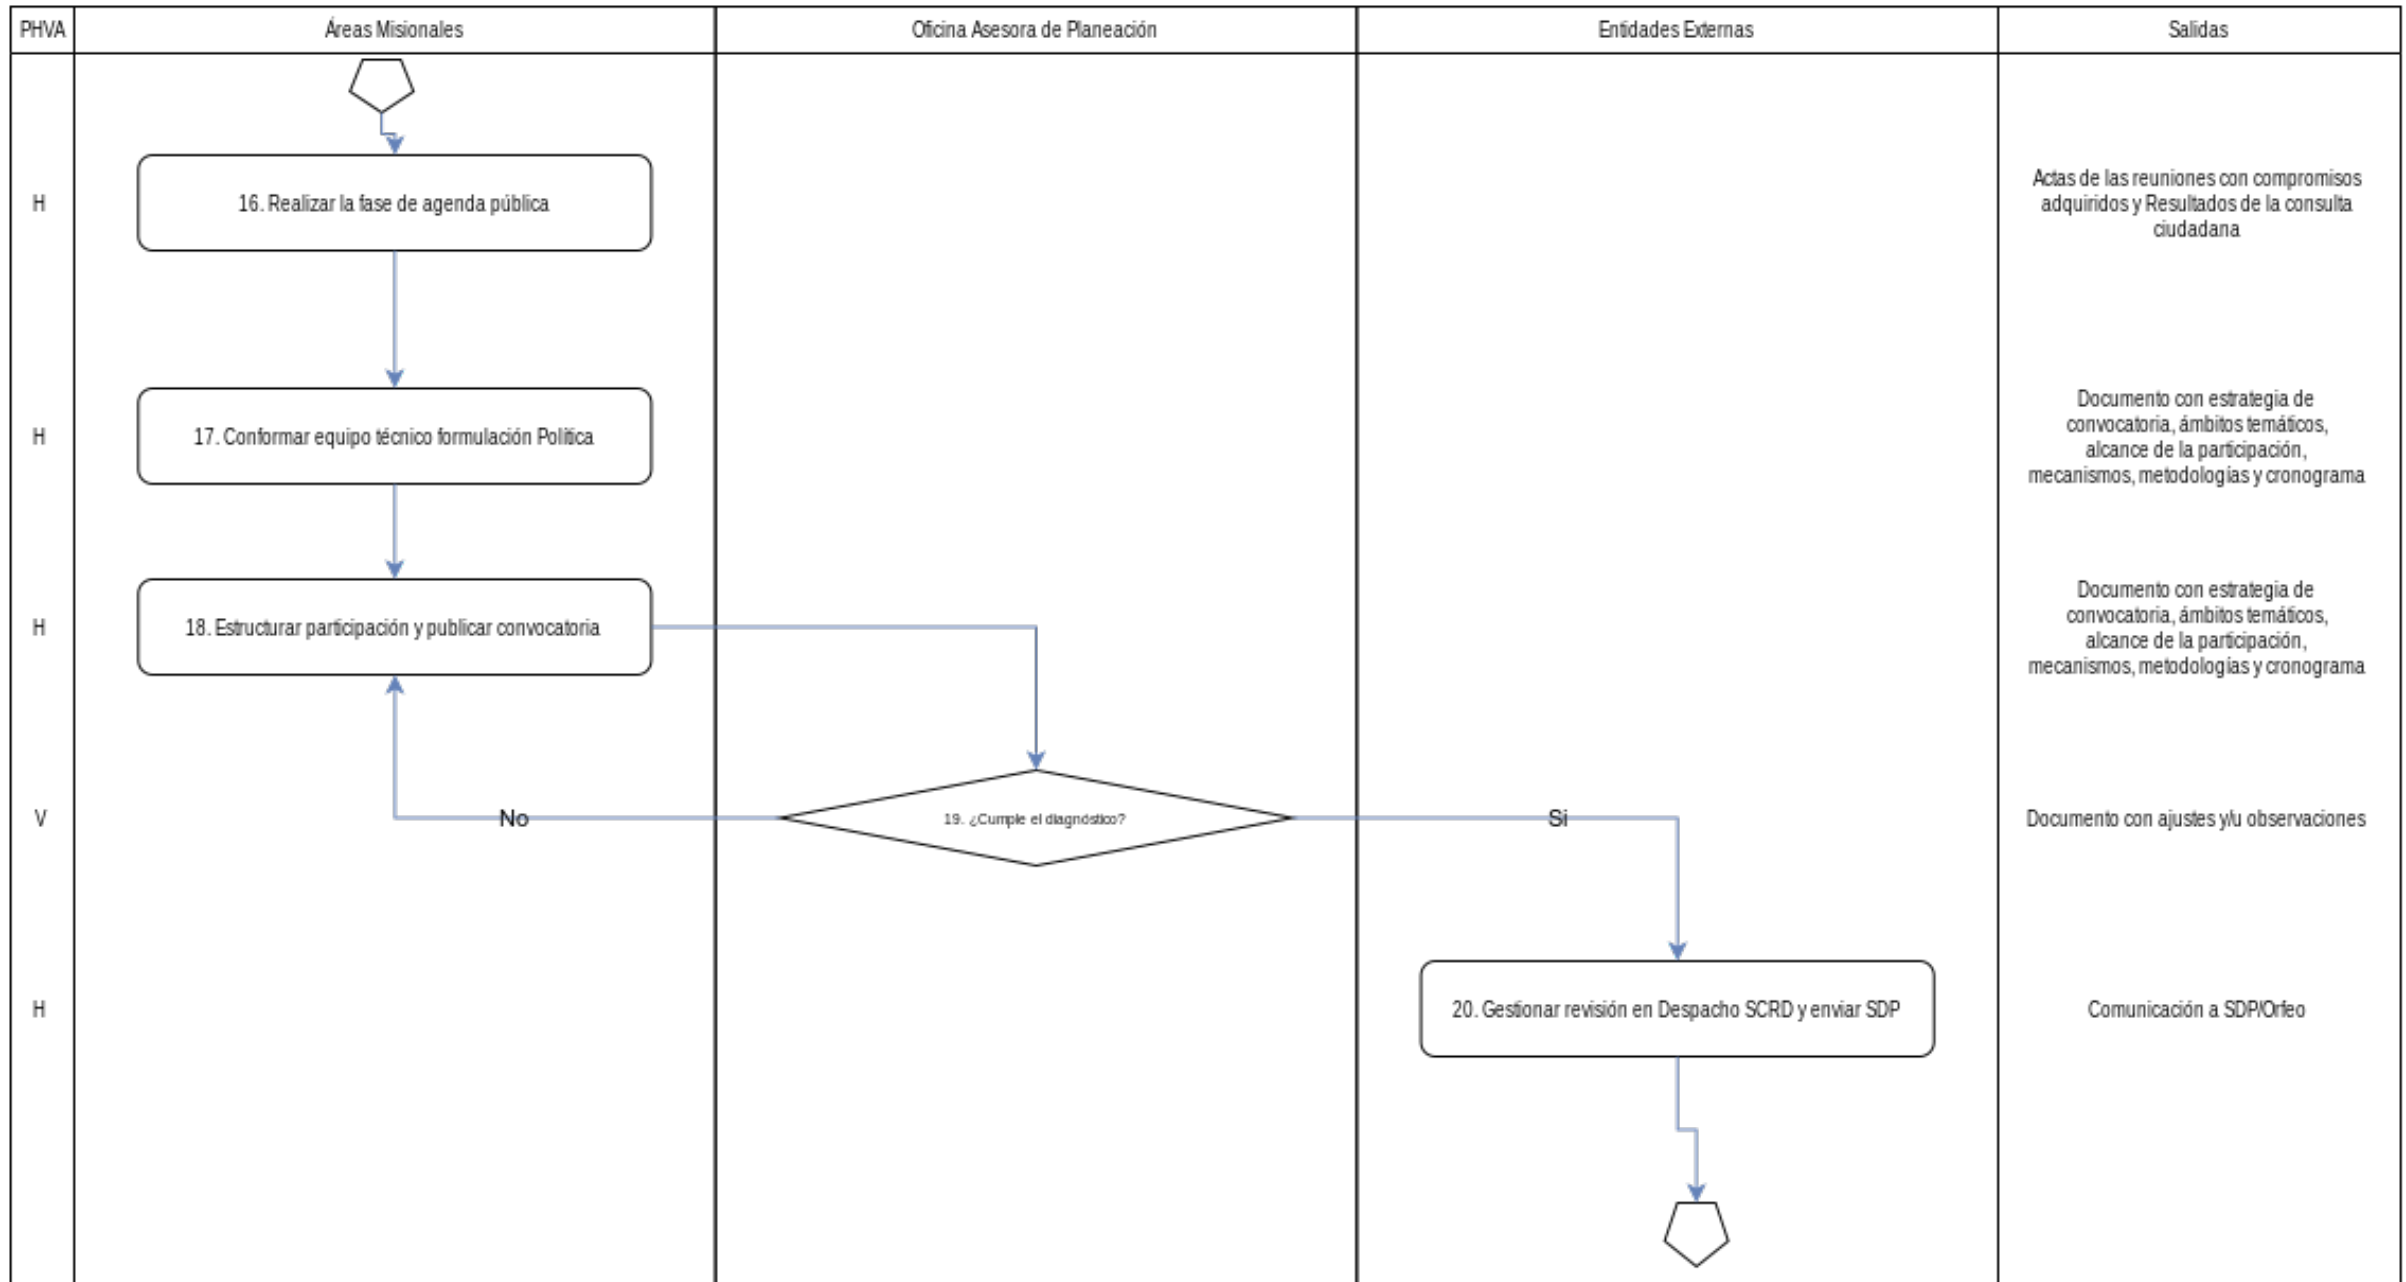 PHVA
Áreas Misionales
Oficina Asesora de Planeación
Entidades Externas
Salidas
H
16. Realizar la fase de agenda pública
Actas de las reuniones con compromisos
adquiridos y Resultados de la consulta
ciudadana
H
17. Conformar equipo técnico formulación Política
Documento con estrategia de
convocatoria, ámbitos temáticos,
alcance de la participación,
mecanismos, metodologías y cronograma
H
18. Estructurar participación y publicar convocatoria
Documento con estrategia de
convocatoria, ámbitos temáticos,
alcance de la participación,
mecanismos, metodologías y cronograma
V
No
19. ¿Cumple el diagnóstico?
Si
Documento con ajustes y/u observaciones
H
20. Gestionar revisión en Despacho SCRD y enviar SDP
Comunicación a SDP/Orfeo